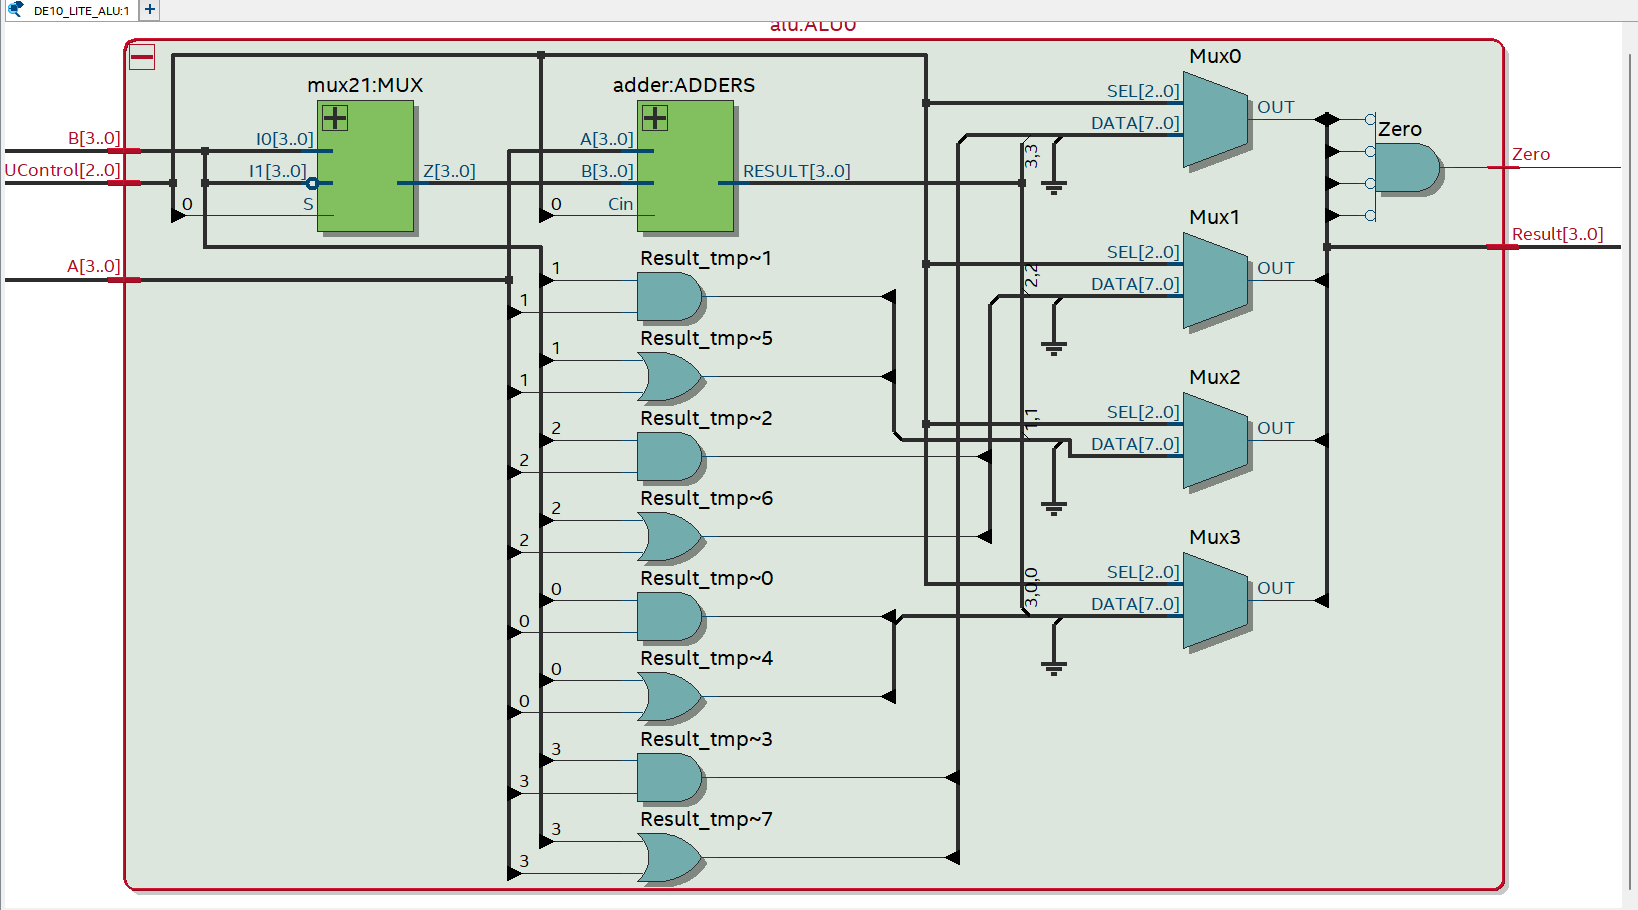 DE10_LITE_ALU:1
alu:ALU0
mux21:MUX
adder:ADDERS
Mux0
SEL[2..0]
OUT
DATA[7..0]
Zero
B[3..0]
I0[3..0]
A[3..0]
3,3
Zero
UControl[2..0]
I1[3..0]
Z[3..0]
B[3..0]
RESULT[3..0]
0
S
0
Cin
Mux1
Result[3..0]
SEL[2..0]
A[3..0]
1
Result_tmp~1
2,2
OUT
DATA[7..0]
1
1
Result_tmp~5
1
Mux2
SEL[2..0]
1,1
2
Result_tmp~2
OUT
DATA[7..0]
2
2
Result_tmp~6
2
Mux3
SEL[2..0]
3,0,0
0
Result_tmp~0
OUT
DATA[7..0]
0
0
Result_tmp~4
0
3
Result_tmp~3
3
3
Result_tmp~7
3